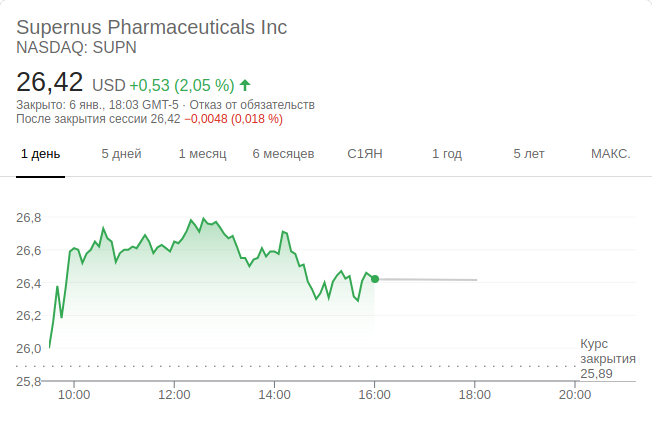 Supernus Pharmaceuticals Inc
NASDAQ: SUPN
26,42 USD +0,53 (2,05 %)
Закрыто: 6 янв., 18:03 GMT-5 · Отказ от обязательств
После закрытия сессии 26,42 −0,0048 (0,018 %)
1 день 5 дней 1 месяц 6 месяцев С1ЯН 1 год 5 лет МАКС.
26,8
26,6
26,4
26,2
26,0
25,8
Курс
закрытия
25,89
10:00 12:00 14:00 16:00 18:00 20:00